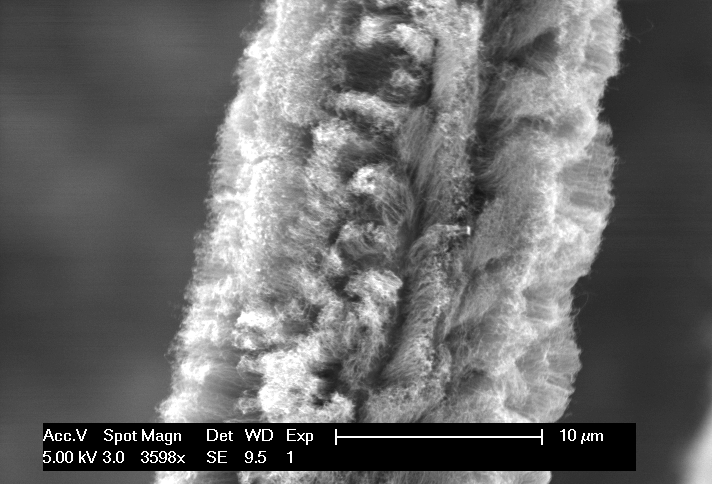 Acc.V Spot Magn Det WD Exp 10 µm
5.00 kV 3.0 3598x SE 9.5 1